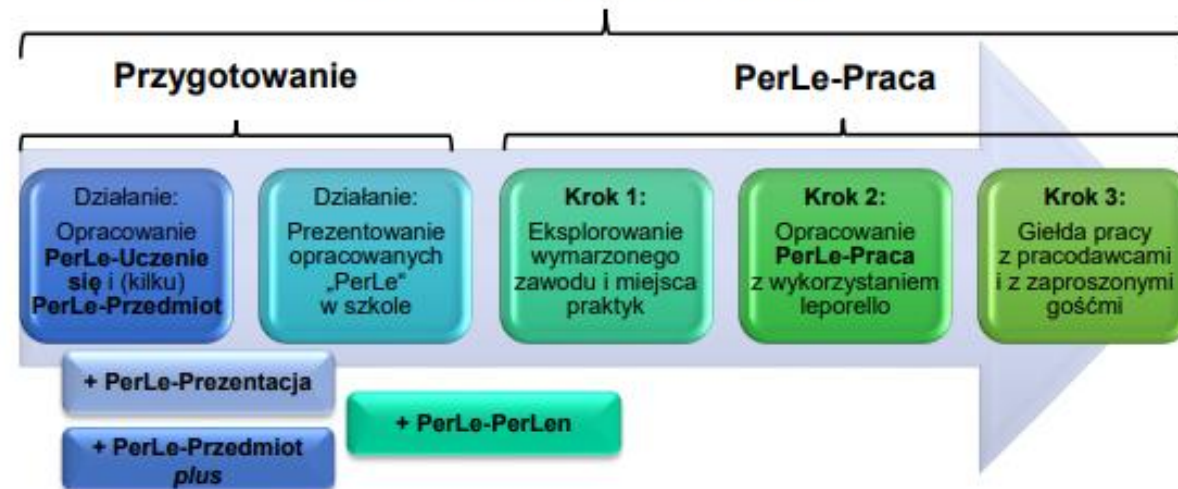 Przygotowanie
PerLe-Praca
Działanie:
Opracowanie
PerLe-Uczenie
się i (kilku)
PerLe-Przedmiot
Działanie:
Prezentowanie
opracowanych
„PerLe“
w szkole
Krok 1:
Eksplorowanie
wymarzonego
zawodu i miejsca
praktyk
Krok 2:
Opracowanie
PerLe-Praca
z wykorzystaniem
leporello
Krok 3:
Giełda pracy
z pracodawcami
i z zaproszonymi
gośćmi
+ PerLe-Prezentacja
+ PerLe-PerLen
+ PerLe-Przedmiot
plus